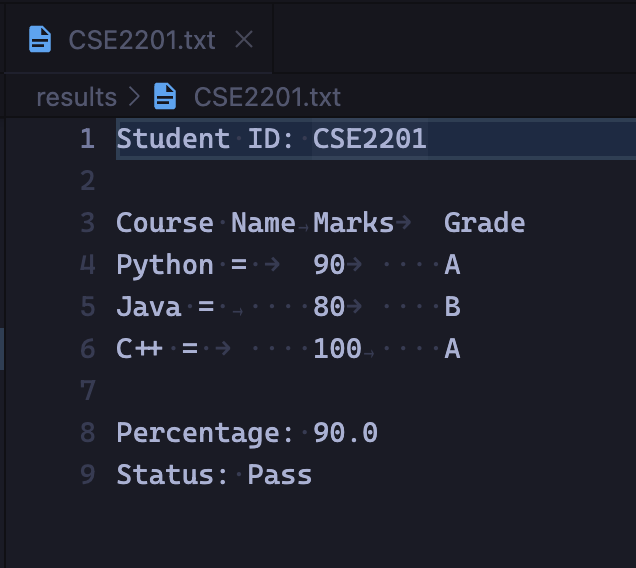 CSE2201.txt
results > CSE2201.txt
1 Student ID: CSE2201
2
3 Course Name Marks Grade
4 Python = 90 A
5 Java = 80 B
6 C++ = 100 A
7
8 Percentage: 90.0
9 Status: Pass